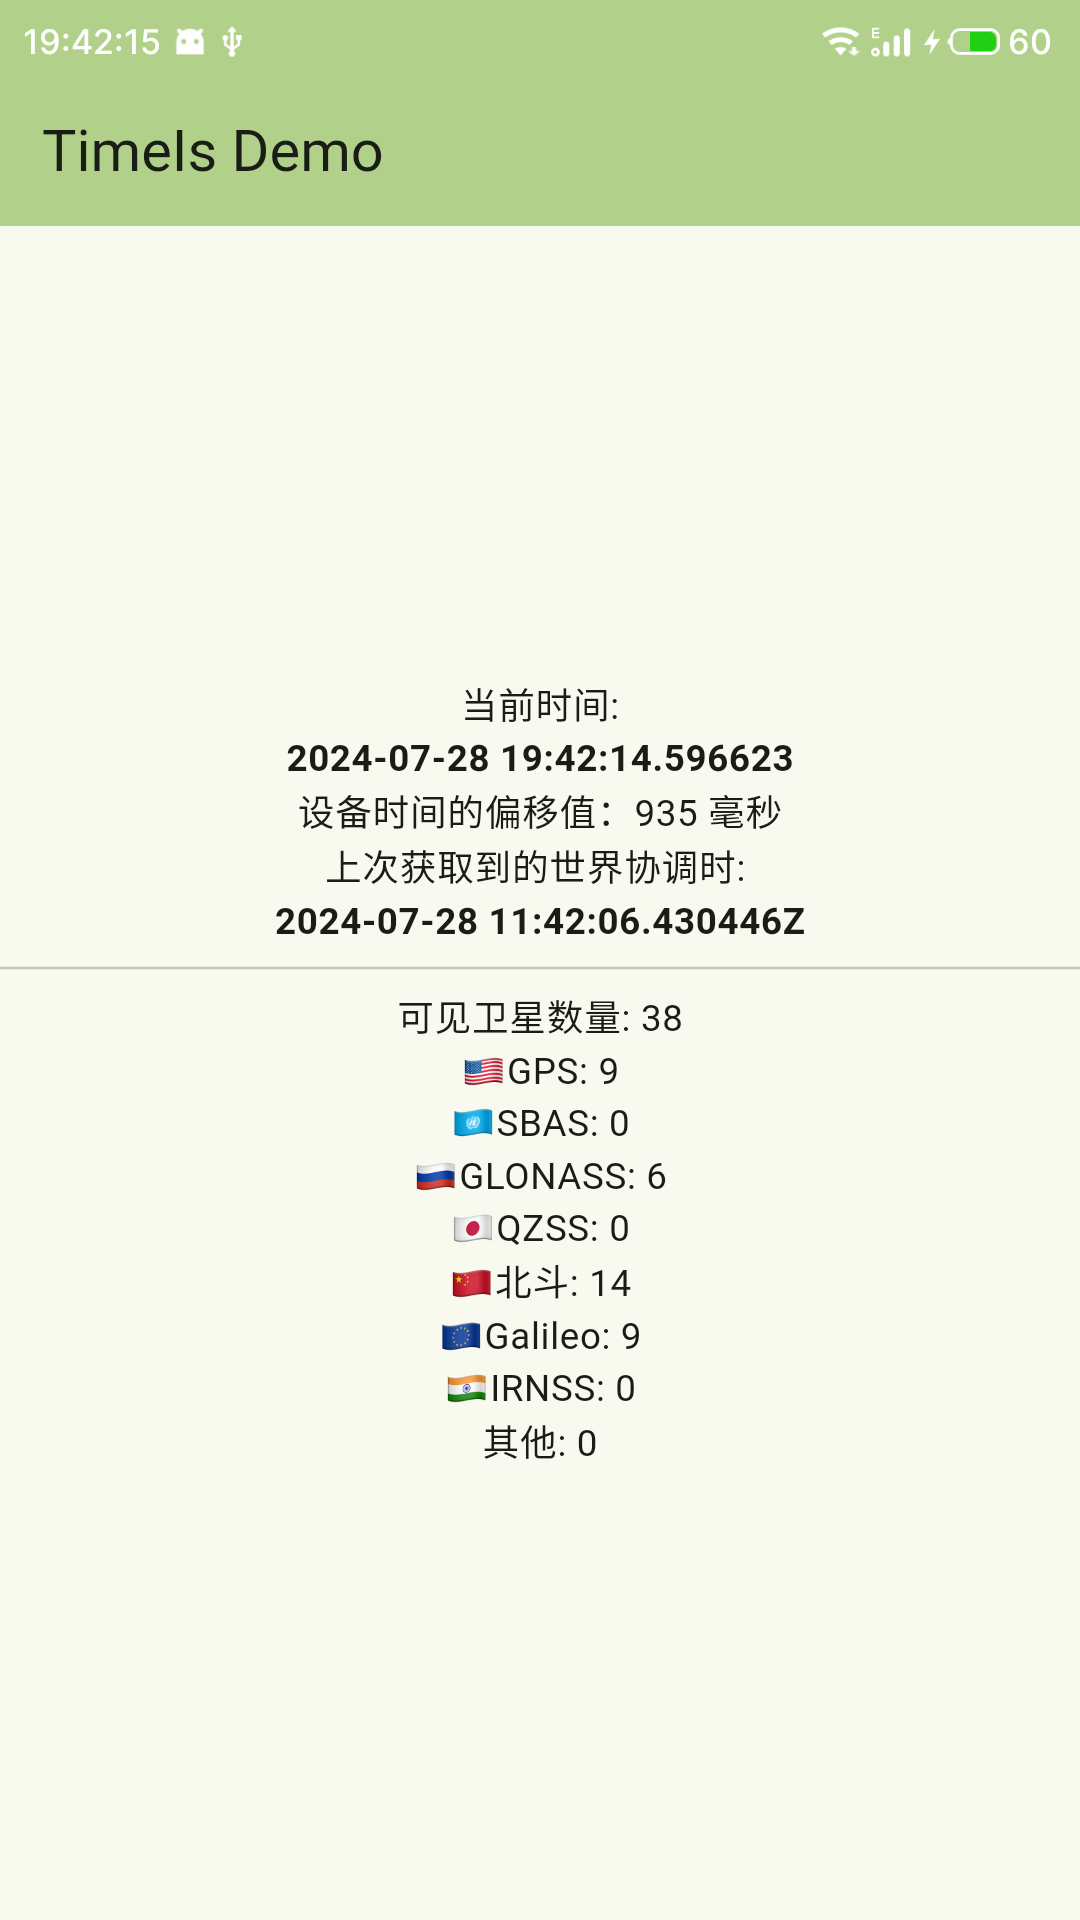 19:42:15
E
60
TimeIs Demo
当前时间:
2024-07-28 19:42:14.596623
设备时间的偏移值：935 毫秒
上次获取到的世界协调时:
2024-07-28 11:42:06.430446Z
可见卫星数量: 38
🇺🇸GPS: 9
🇺🇳SBAS: 0
🇷🇺GLONASS: 6
🇯🇵QZSS: 0
🇨🇳北斗: 14
🇪🇺Galileo: 9
🇮🇳IRNSS: 0
其他: 0